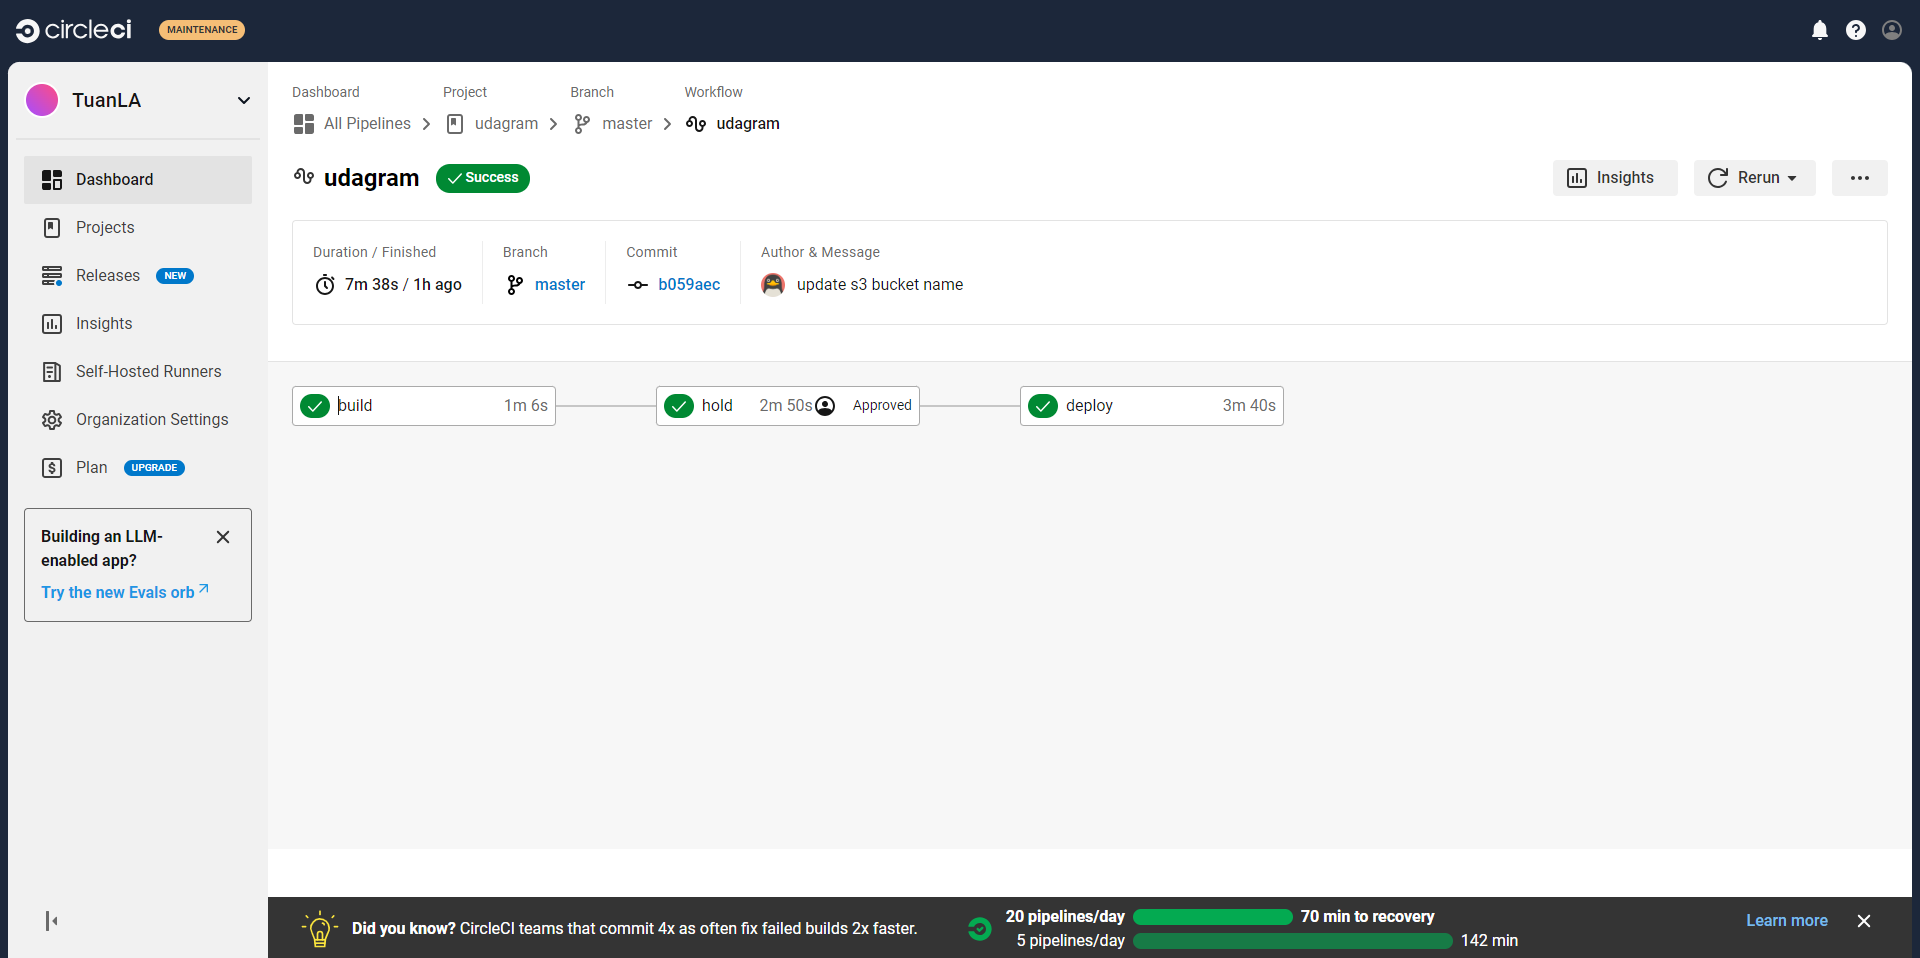 circleci
MAINTENANCE
TuanLA
Dashboard
Projects
Releases NEW
Insights
Self-Hosted Runners
Organization Settings
Plan UPGRADE
Building an LLM-
enabled app?
Try the new Evals orb
Dashboard Project Branch Workflow
All Pipelines udagram master udagram
udagram Success
Insights Rerun
Duration / Finished Branch Commit Author & Message
7m 38s / 1h ago master b059aec update s3 bucket name
build 1m 6s hold 2m 50s Approved deploy 3m 40s
Did you know? CircleCI teams that commit 4x as often fix failed builds 2x faster.
20 pipelines/day 70 min to recovery
5 pipelines/day 142 min
Learn more